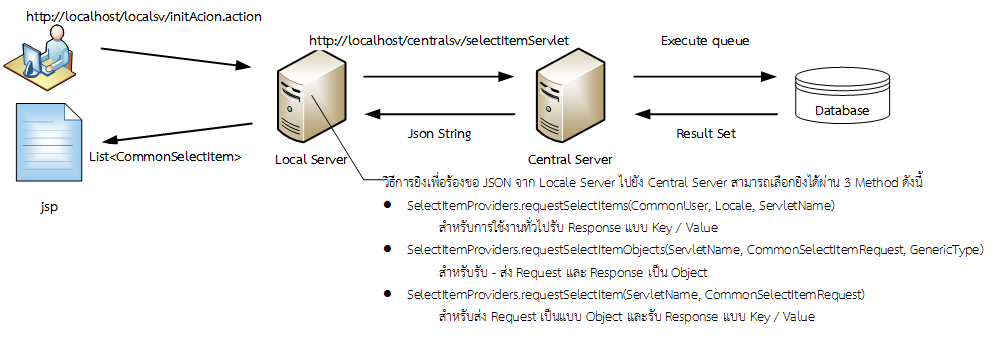 http://localhost/localsv/initAcion.action
http://localhost/centralsv/selectItemServlet
Execute queue
Database
Json String
Result Set
List<CommonSelectItem>
Local Server
Central Server
jsp
วิธีการยิงเพื่อร้องขอ JSON จาก Locale Server ไปยัง Central Server สามารถเลือกยิงได้ผ่าน 3 Method ดังนี้
● SelectItemProviders.requestSelectItems(CommonUser, Locale, ServletName)
สำหรับการใช้งานทั่วไปรับ Response แบบ Key / Value
● SelectItemProviders.requestSelectItemObjects(ServletName, CommonSelectItemRequest, GenericType)
สำหรับรับ - ส่ง Request และ Response เป็น Object
● SelectItemProviders.requestSelectItem(ServletName, CommonSelectItemRequest)
สำหรับส่ง Request เป็นแบบ Object และรับ Response แบบ Key / Value